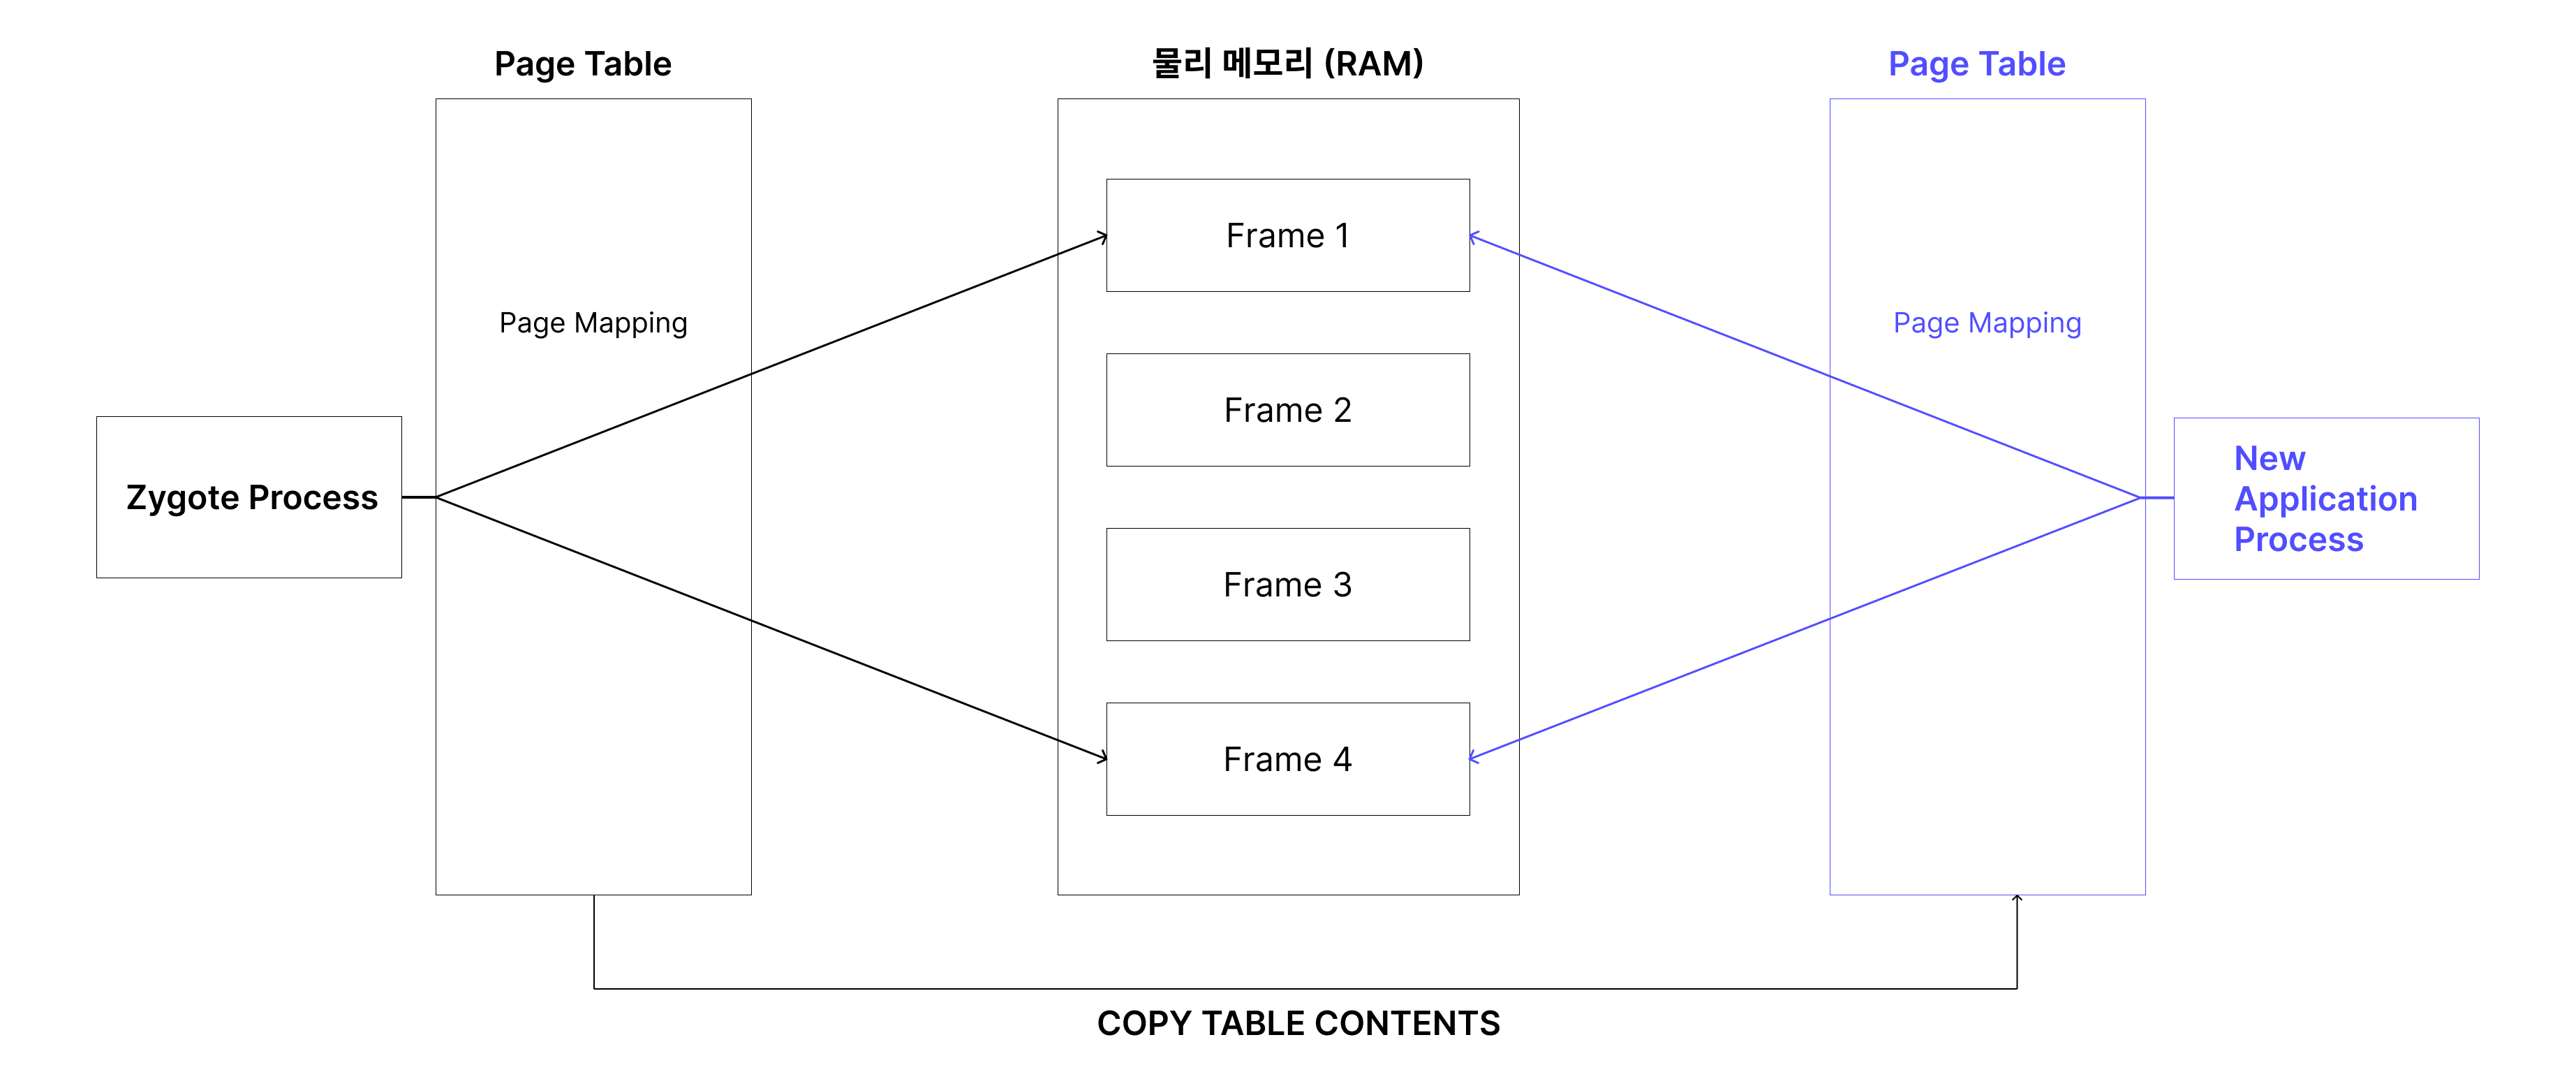 Page Table
물리 메모리 (RAM)
Page Table
Frame 1
Page Mapping
Page Mapping
Frame 2
Zygote Process
New
Application
Process
Frame 3
Frame 4
COPY TABLE CONTENTS